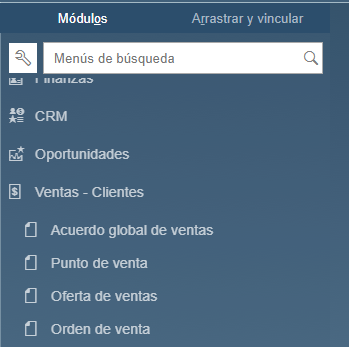 Módulos
Arrastrar y vincular
Menús de búsqueda
Finanzas
CRM
Oportunidades
Ventas - Clientes
Acuerdo global de ventas
Punto de venta
Oferta de ventas
Orden de venta